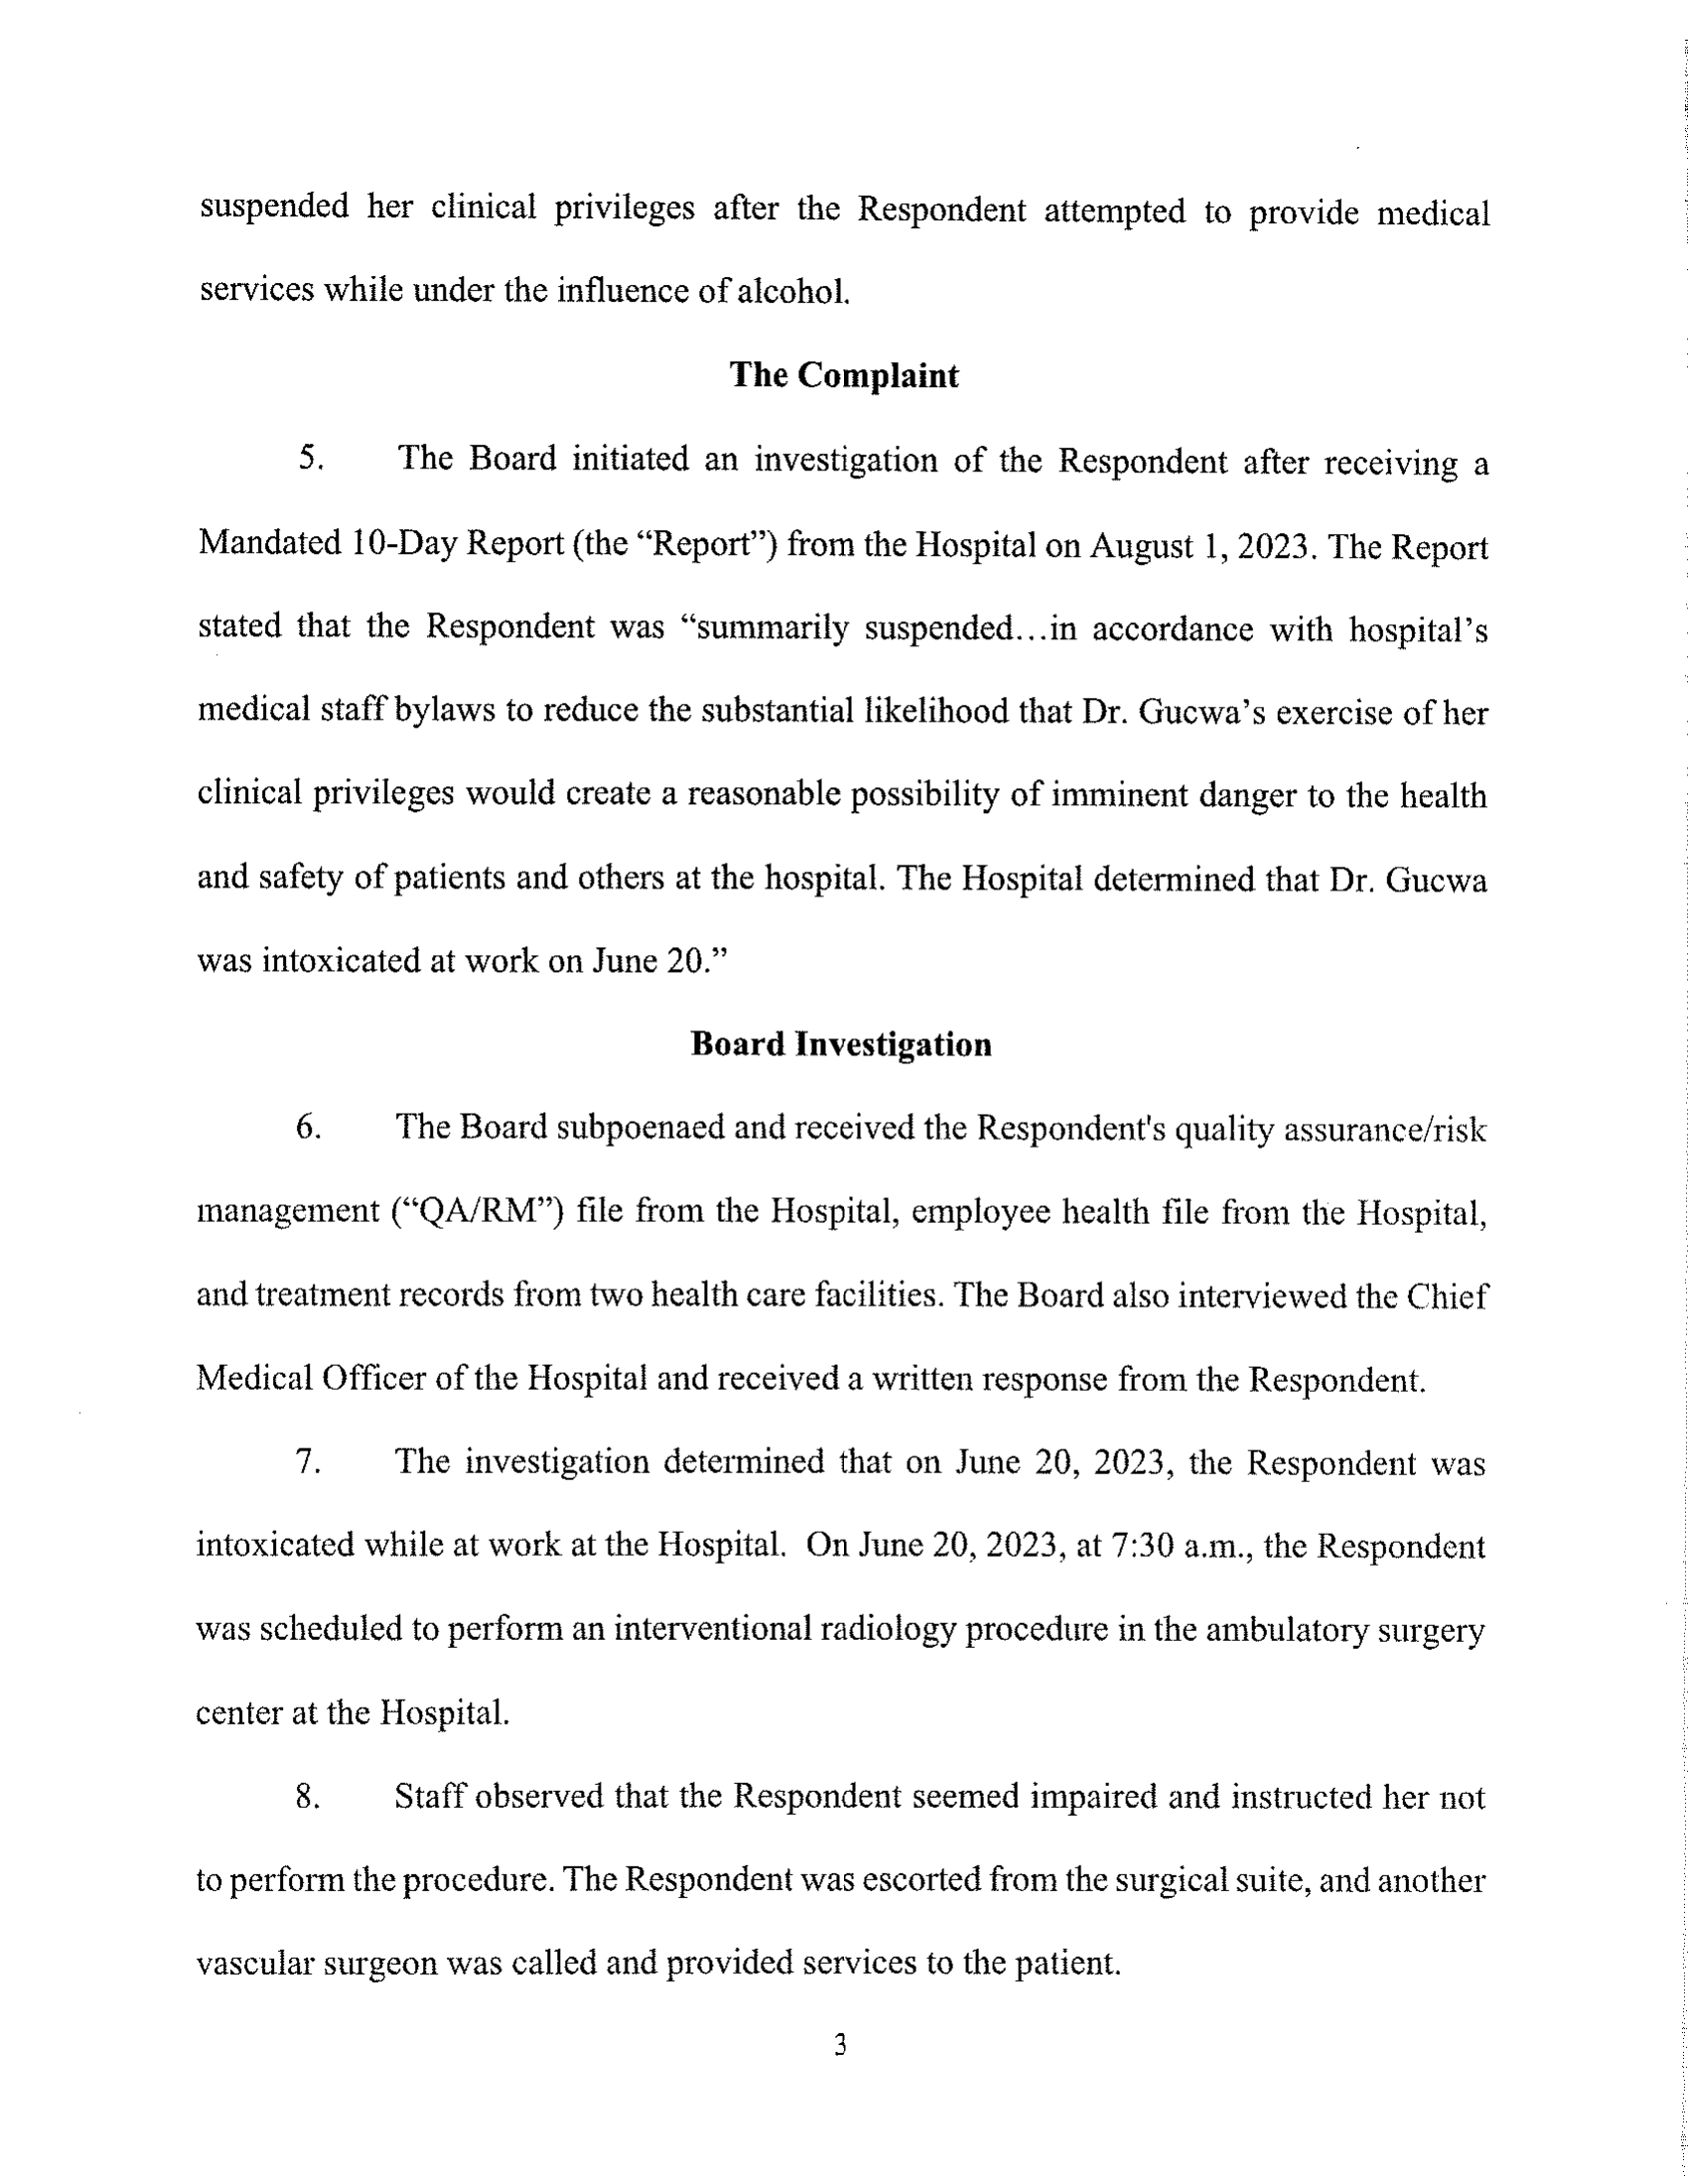 suspended her clinical privileges after the Respondent attempted to provide medical
services while under the influence of alcohol.
The Complaint
5. The Board initiated an investigation of the Respondent after receiving a
Mandated 10-Day Report (the “Report”) from the Hospital on August 1, 2023. The Report
stated that the Respondent was “summarily suspended…in accordance with hospital’s
medical staff bylaws to reduce the substantial likelihood that Dr. Gucwa’s exercise of her
clinical privileges would create a reasonable possibility of imminent danger to the health
and safety of patients and others at the hospital. The Hospital determined that Dr. Gucwa
was intoxicated at work on June 20.”
Board Investigation
6. The Board subpoenaed and received the Respondent's quality assurance/risk
management (“QA/RM”) file from the Hospital, employee health file from the Hospital,
and treatment records from two health care facilities. The Board also interviewed the Chief
Medical Officer of the Hospital and received a written response from the Respondent.
7. The investigation determined that on June 20, 2023, the Respondent was
intoxicated while at work at the Hospital.  On June 20, 2023, at 7:30 a.m., the Respondent
was scheduled to perform an interventional radiology procedure in the ambulatory surgery
center at the Hospital.
8. Staff observed that the Respondent seemed impaired and instructed her not
to perform the procedure. The Respondent was escorted from the surgical suite, and another
vascular surgeon was called and provided services to the patient.
3